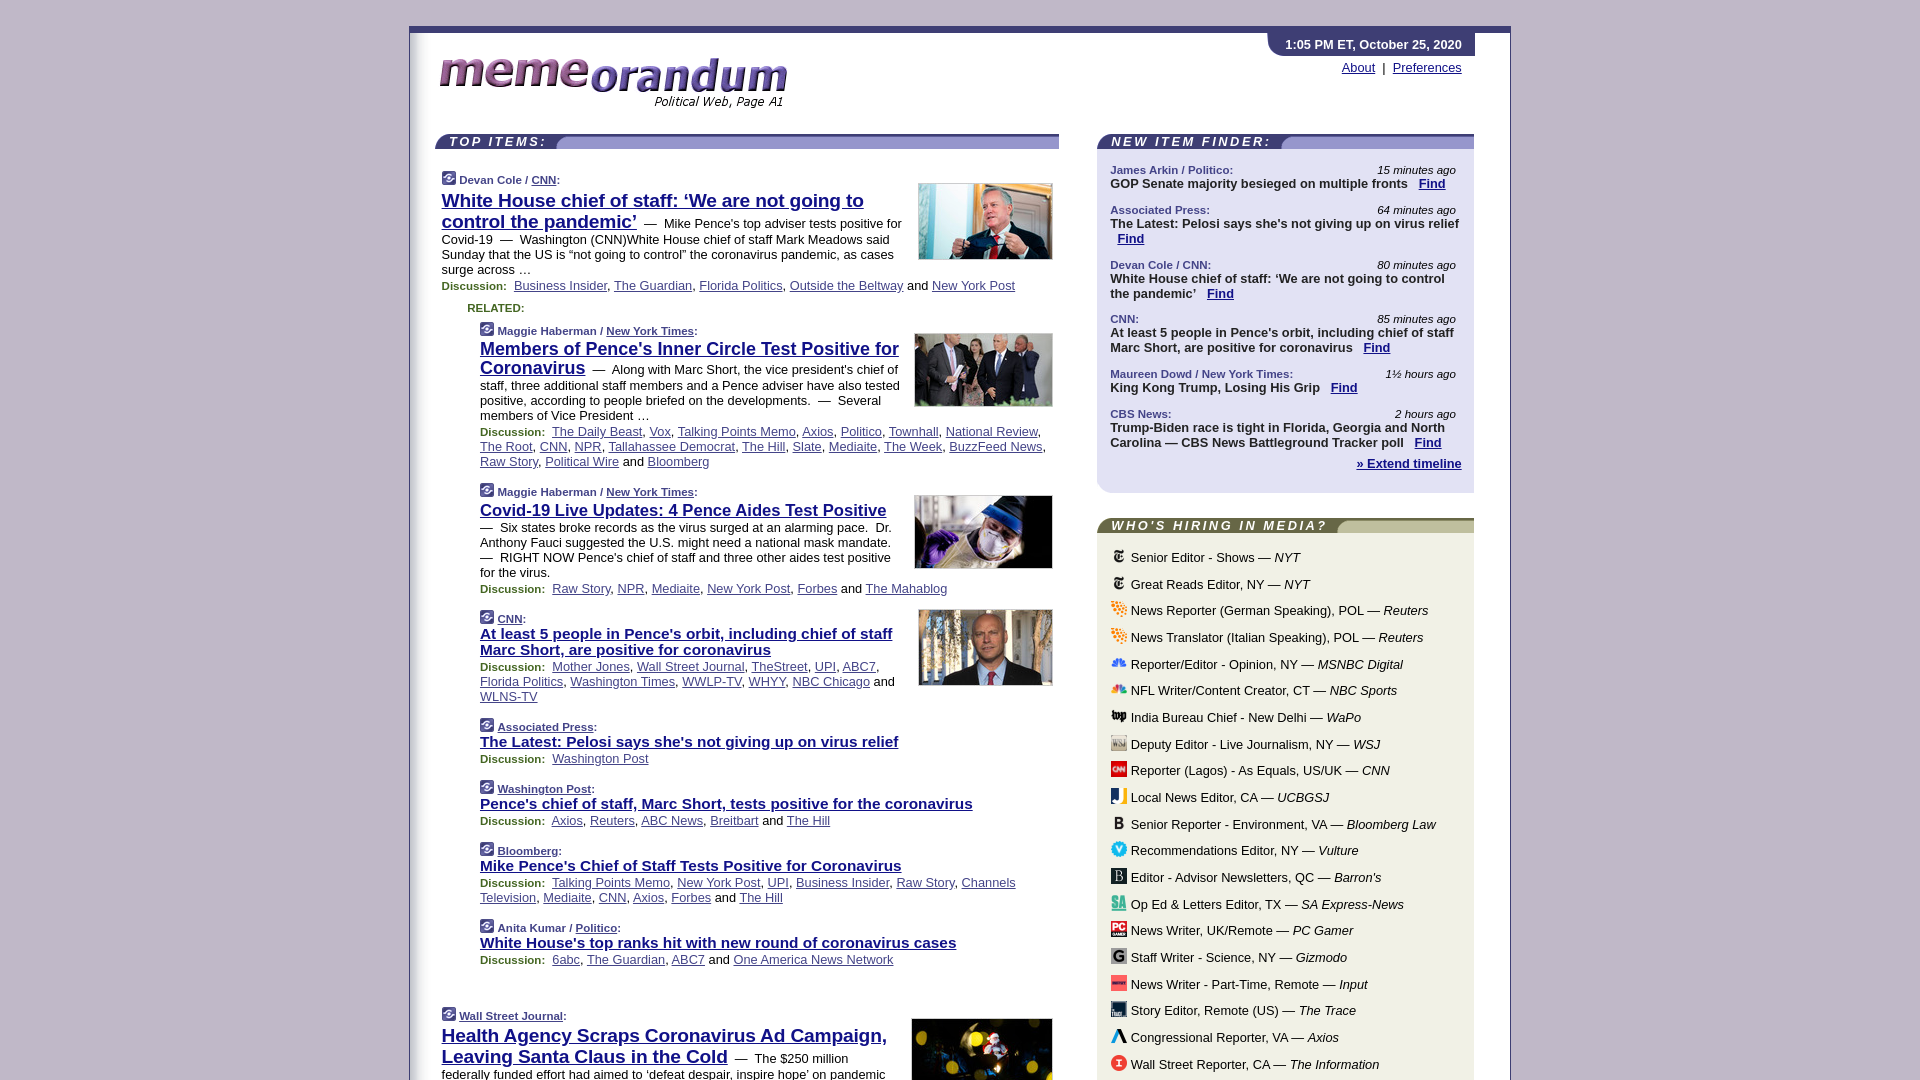 memeorandum
Political Web, Page A1
1:05 PM ET, October 25, 2020
About | Preferences
TOP ITEMS:
Devan Cole / CNN:
White House chief of staff: ‘We are not going to
control the pandemic’ — Mike Pence's top adviser tests positive for
Covid-19 — Washington (CNN)White House chief of staff Mark Meadows said
Sunday that the US is “not going to control” the coronavirus pandemic, as cases
surge across …
Discussion: Business Insider, The Guardian, Florida Politics, Outside the Beltway and New York Post
RELATED:
Maggie Haberman / New York Times:
Members of Pence's Inner Circle Test Positive for
Coronavirus — Along with Marc Short, the vice president's chief of
staff, three additional staff members and a Pence adviser have also tested
positive, according to people briefed on the developments. — Several
members of Vice President …
Discussion: The Daily Beast, Vox, Talking Points Memo, Axios, Politico, Townhall, National Review,
The Root, CNN, NPR, Tallahassee Democrat, The Hill, Slate, Mediaite, The Week, BuzzFeed News,
Raw Story, Political Wire and Bloomberg
Maggie Haberman / New York Times:
Covid-19 Live Updates: 4 Pence Aides Test Positive
— Six states broke records as the virus surged at an alarming pace. Dr.
Anthony Fauci suggested the U.S. might need a national mask mandate.
— RIGHT NOW Pence's chief of staff and three other aides test positive
for the virus.
Discussion: Raw Story, NPR, Mediaite, New York Post, Forbes and The Mahablog
CNN:
At least 5 people in Pence's orbit, including chief of staff
Marc Short, are positive for coronavirus
Discussion: Mother Jones, Wall Street Journal, TheStreet, UPI, ABC7,
Florida Politics, Washington Times, WWLP-TV, WHYY, NBC Chicago and
WLNS-TV
Associated Press:
The Latest: Pelosi says she's not giving up on virus relief
Discussion: Washington Post
Washington Post:
Pence's chief of staff, Marc Short, tests positive for the coronavirus
Discussion: Axios, Reuters, ABC News, Breitbart and The Hill
Bloomberg:
Mike Pence's Chief of Staff Tests Positive for Coronavirus
Discussion: Talking Points Memo, New York Post, UPI, Business Insider, Raw Story, Channels
Television, Mediaite, CNN, Axios, Forbes and The Hill
Anita Kumar / Politico:
White House's top ranks hit with new round of coronavirus cases
Discussion: 6abc, The Guardian, ABC7 and One America News Network
Wall Street Journal:
Health Agency Scraps Coronavirus Ad Campaign,
Leaving Santa Claus in the Cold — The $250 million
federally funded effort had aimed to ‘defeat despair, inspire hope’ on pandemic
NEW ITEM FINDER:
James Arkin / Politico: 15 minutes ago
GOP Senate majority besieged on multiple fronts Find
Associated Press: 64 minutes ago
The Latest: Pelosi says she's not giving up on virus relief
Find
Devan Cole / CNN: 80 minutes ago
White House chief of staff: ‘We are not going to control
the pandemic’ Find
CNN: 85 minutes ago
At least 5 people in Pence's orbit, including chief of staff
Marc Short, are positive for coronavirus Find
Maureen Dowd / New York Times: 1½ hours ago
King Kong Trump, Losing His Grip Find
CBS News: 2 hours ago
Trump-Biden race is tight in Florida, Georgia and North
Carolina — CBS News Battleground Tracker poll Find
» Extend timeline
WHO'S HIRING IN MEDIA?
Senior Editor - Shows — NYT
Great Reads Editor, NY — NYT
News Reporter (German Speaking), POL — Reuters
News Translator (Italian Speaking), POL — Reuters
Reporter/Editor - Opinion, NY — MSNBC Digital
NFL Writer/Content Creator, CT — NBC Sports
wp India Bureau Chief - New Delhi — WaPo
WSJ Deputy Editor - Live Journalism, NY — WSJ
CNN Reporter (Lagos) - As Equals, US/UK — CNN
Local News Editor, CA — UCBGSJ
B Senior Reporter - Environment, VA — Bloomberg Law
Recommendations Editor, NY — Vulture
B Editor - Advisor Newsletters, QC — Barron's
SA Op Ed & Letters Editor, TX — SA Express-News
PC GAMER News Writer, UK/Remote — PC Gamer
G Staff Writer - Science, NY — Gizmodo
News Writer - Part-Time, Remote — Input
Story Editor, Remote (US) — The Trace
Congressional Reporter, VA — Axios
Wall Street Reporter, CA — The Information